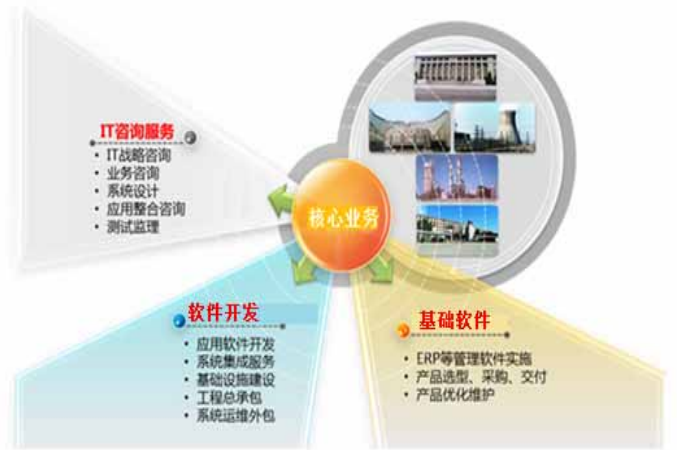 IT咨询服务
• IT战略咨询
• 业务咨询
• 系统设计
• 应用整合咨询
• 测试监理
核心业务
软件开发
• 应用软件开发
• 系统集成服务
• 基础设施建设
• 工程总承包
• 系统运维外包
基础软件
• ERP等管理软件实施
• 产品选型、采购、交付
• 产品优化维护